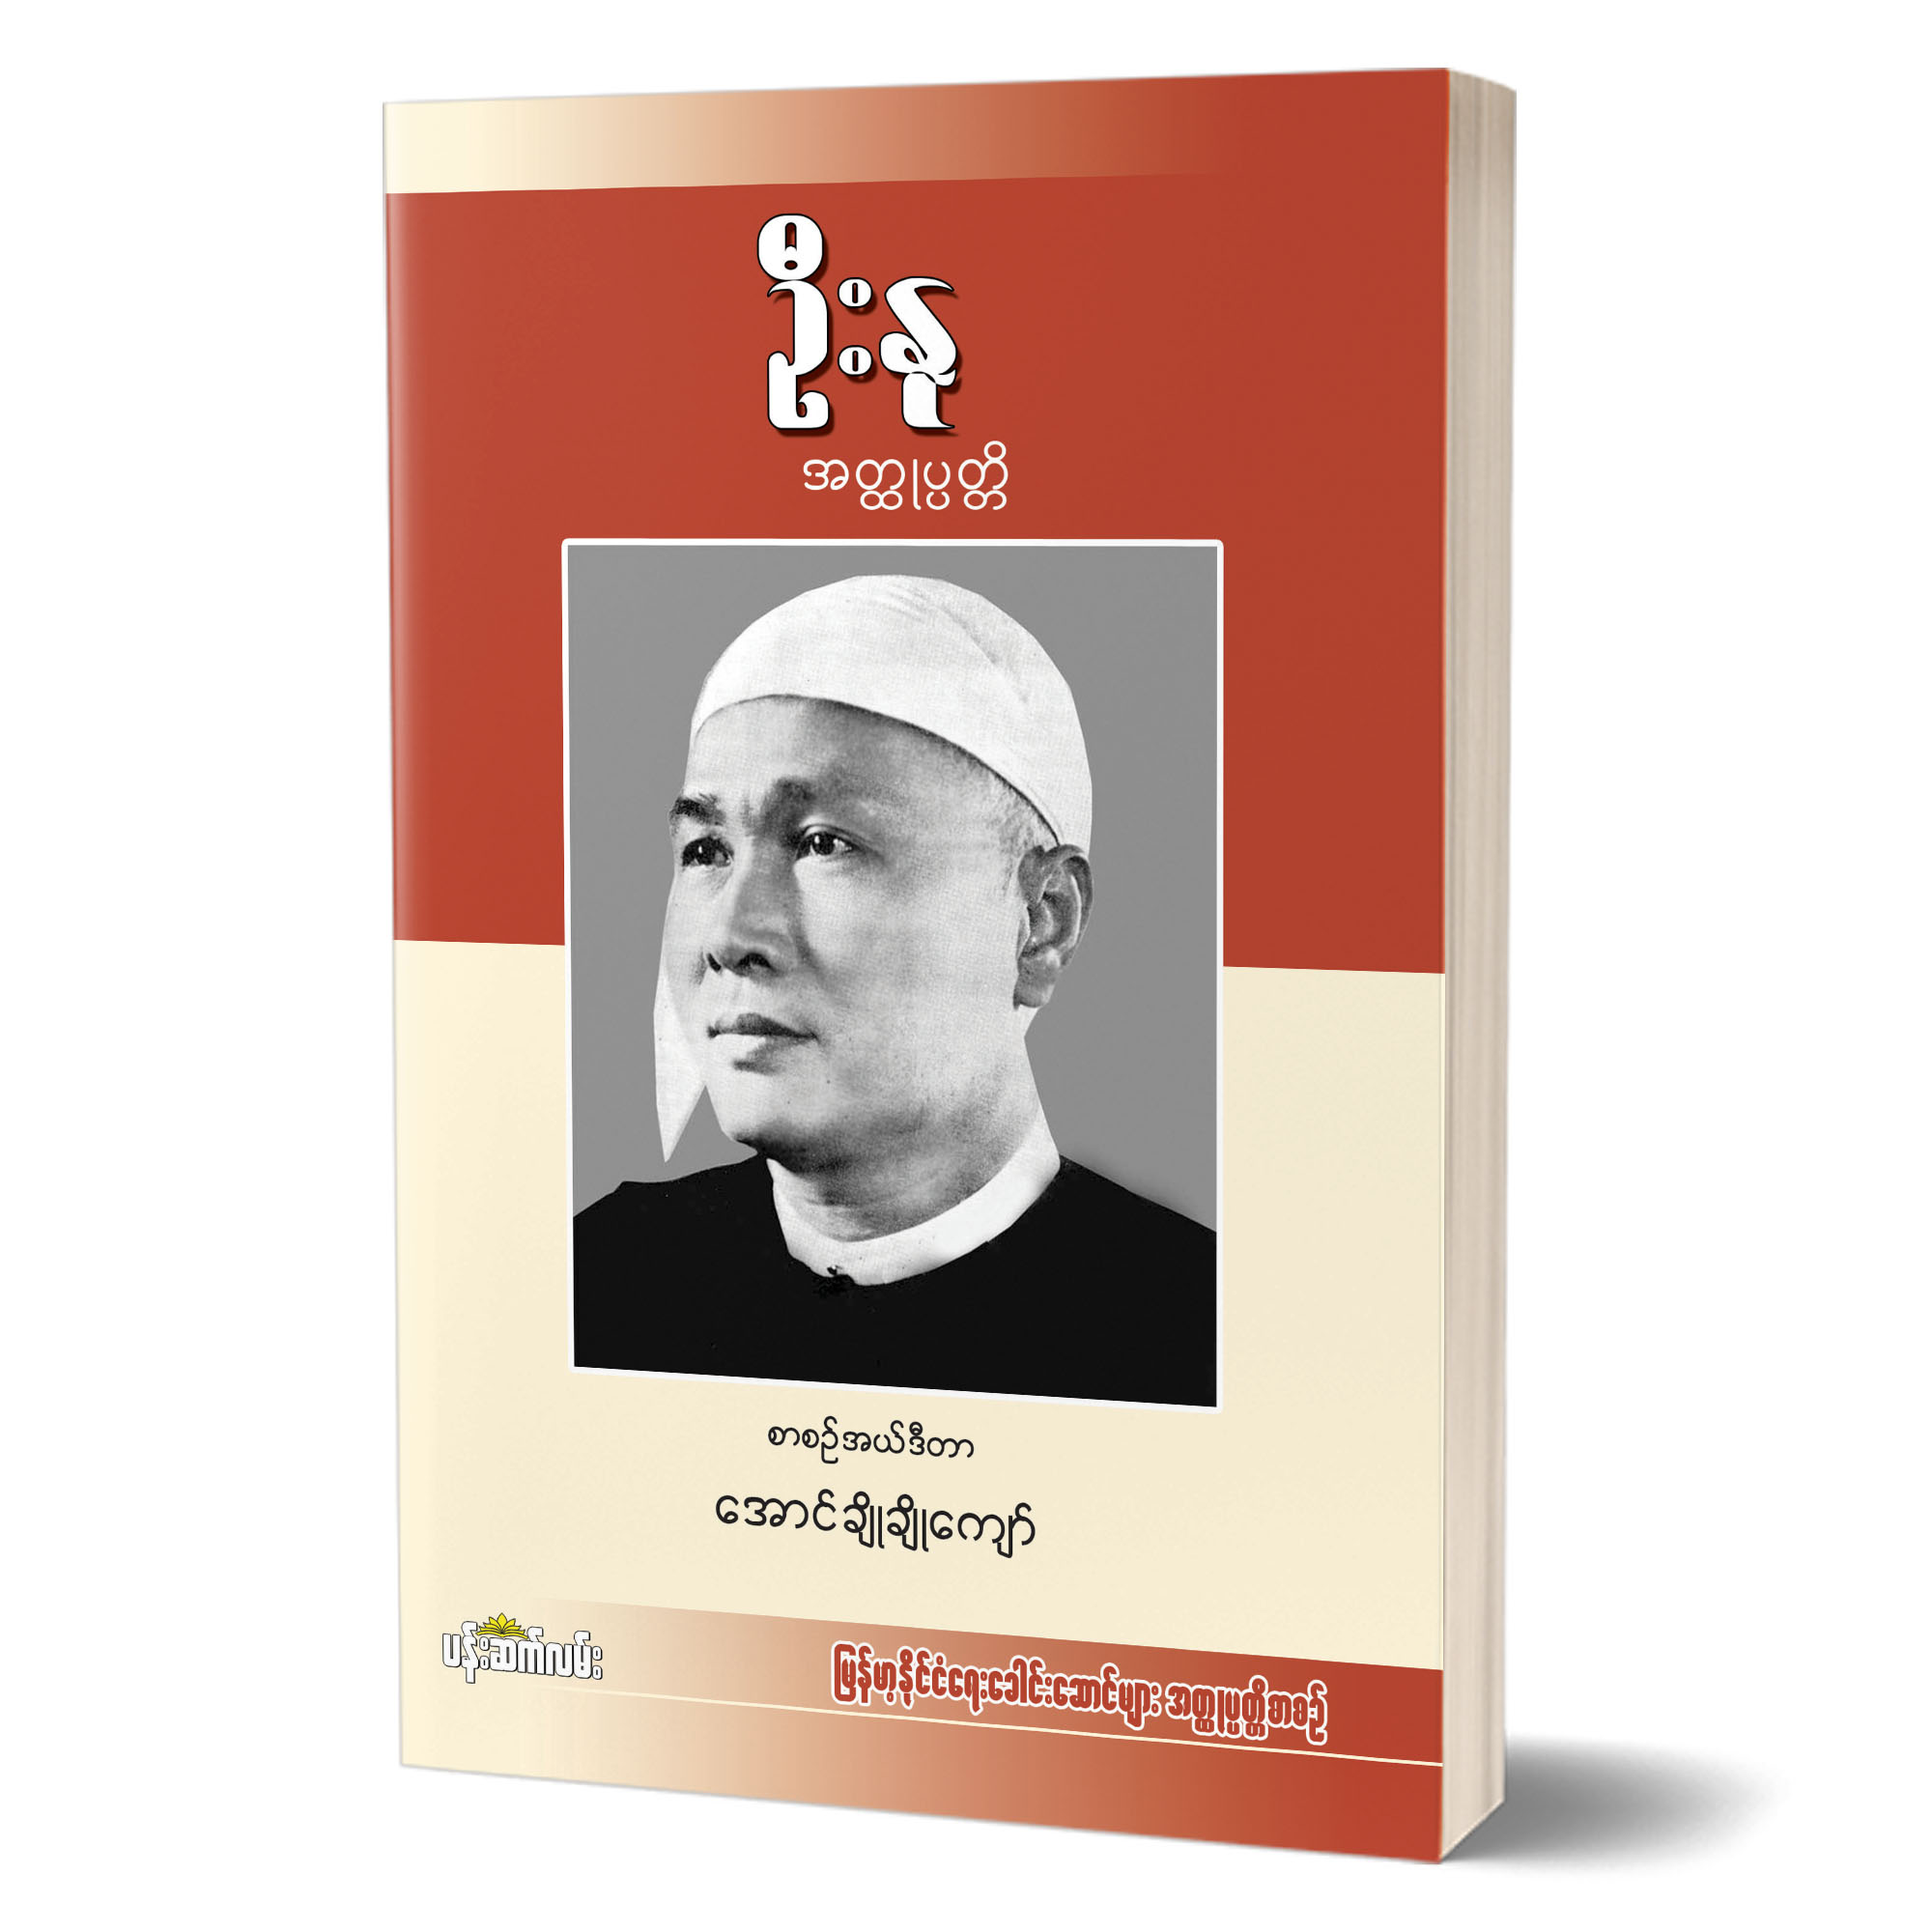 ဦးနု
အတ္ထုပ္ပတ္တိ
စာစဉ်အယ်ဒီတာ
အောင်ချိုချိုကျော်
ပန်းဆက်လမ်း
မြန်မာ့နိုင်ငံရေးခေါင်းဆောင်များ အတ္ထုပ္ပတ္တိစာစဉ်